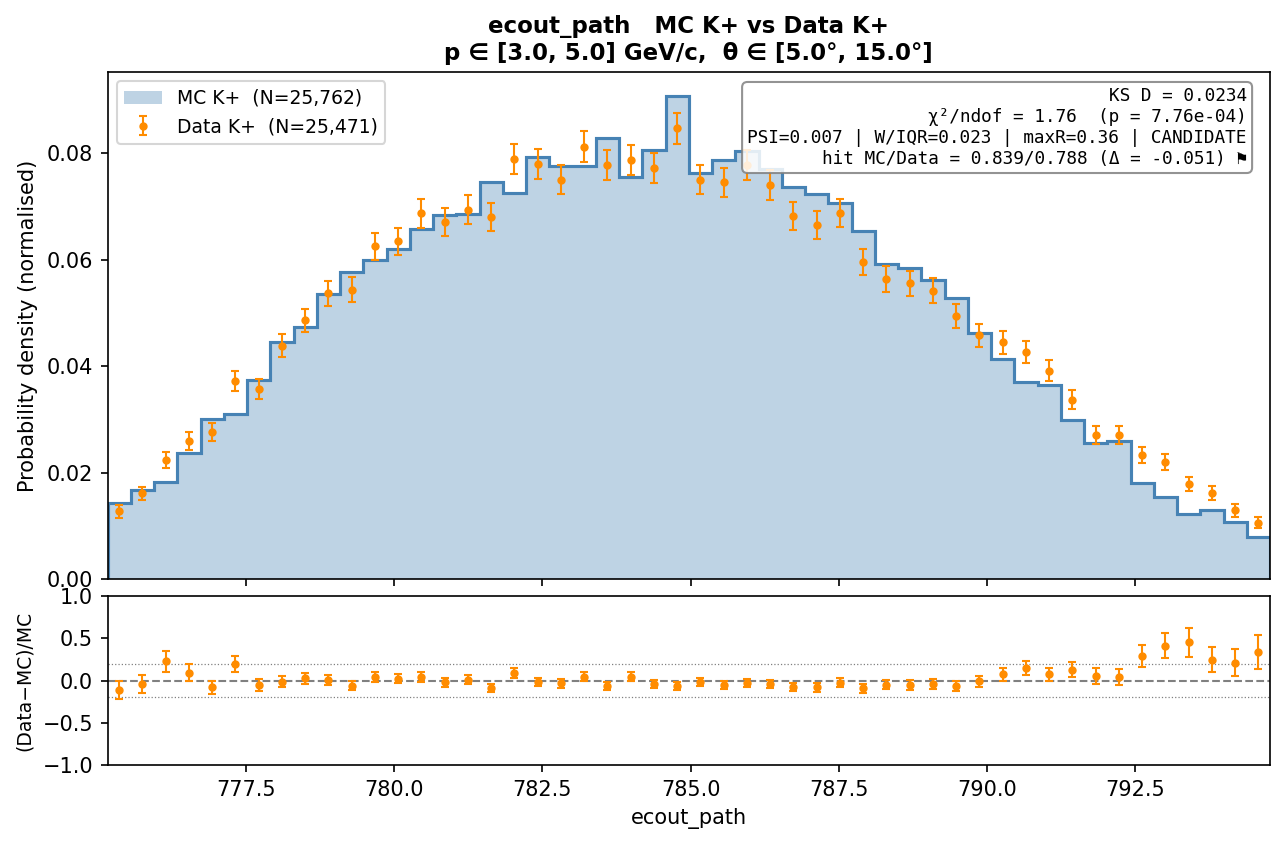 ecout_path   MC K+ vs Data K+
p ∈ [3.0, 5.0] GeV/c,  θ ∈ [5.0°, 15.0°]
MC K+  (N=25,762)
Data K+  (N=25,471)
KS D = 0.0234
χ²/ndof = 1.76  (p = 7.76e-04)
PSI=0.007 | W/IQR=0.023 | maxR=0.36 | CANDIDATE
hit MC/Data = 0.839/0.788 (Δ = -0.051) ⚑
Probability density (normalised)
0.08
0.06
0.04
0.02
0.00
(Data−MC)/MC
1.0
0.5
0.0
−0.5
−1.0
777.5 780.0 782.5 785.0 787.5 790.0 792.5
ecout_path